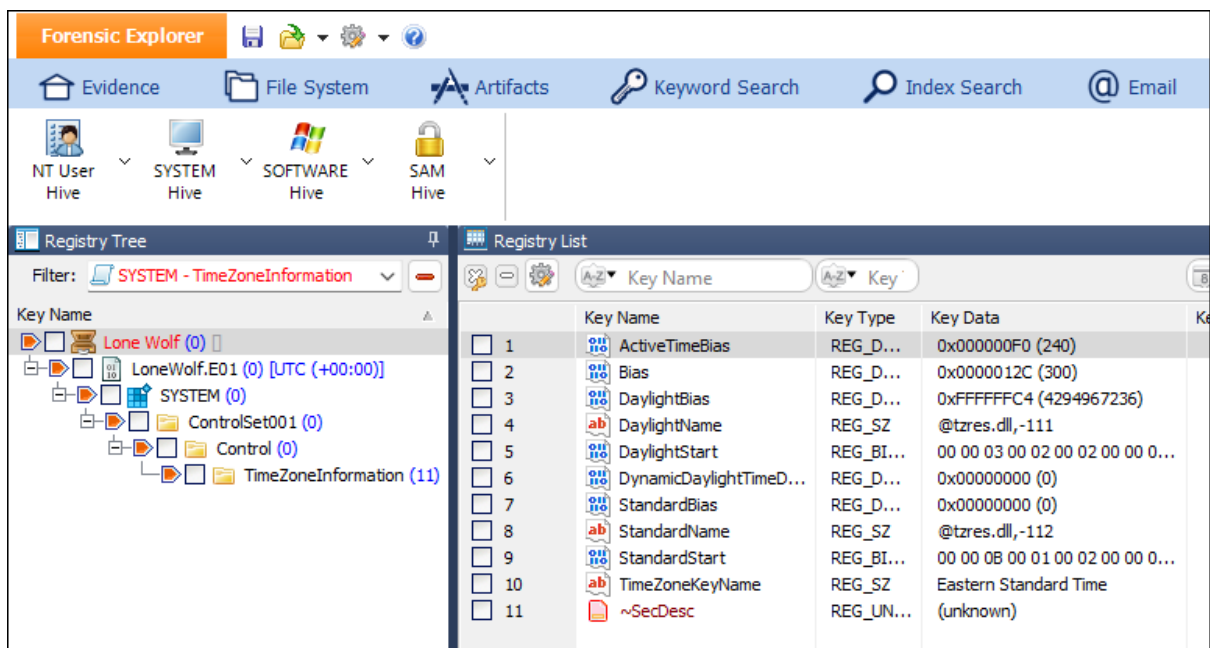 Forensic Explorer
Evidence File System Artifacts Keyword Search Index Search Email
NT User Hive
SYSTEM Hive
SOFTWARE Hive
SAM Hive
Registry Tree
Filter: SYSTEM - TimeZoneInformation
Key Name
Lone Wolf (0)
LoneWolf.E01 (0) [UTC (+00:00)]
SYSTEM (0)
ControlSet001 (0)
Control (0)
TimeZoneInformation (11)
Registry List
Key Name Key
Key Name Key Type Key Data
1 ActiveTimeBias REG_D... 0x000000F0 (240)
2 Bias REG_D... 0x0000012C (300)
3 DaylightBias REG_D... 0xFFFFFFC4 (4294967236)
4 DaylightName REG_SZ @tzres.dll,-111
5 DaylightStart REG_BI... 00 00 03 00 02 00 02 00 00 0...
6 DynamicDaylightTimeD... REG_D... 0x00000000 (0)
7 StandardBias REG_D... 0x00000000 (0)
8 StandardName REG_SZ @tzres.dll,-112
9 StandardStart REG_BI... 00 00 0B 00 01 00 02 00 00 0...
10 TimeZoneKeyName REG_SZ Eastern Standard Time
11 ~SecDesc REG_UN... (unknown)